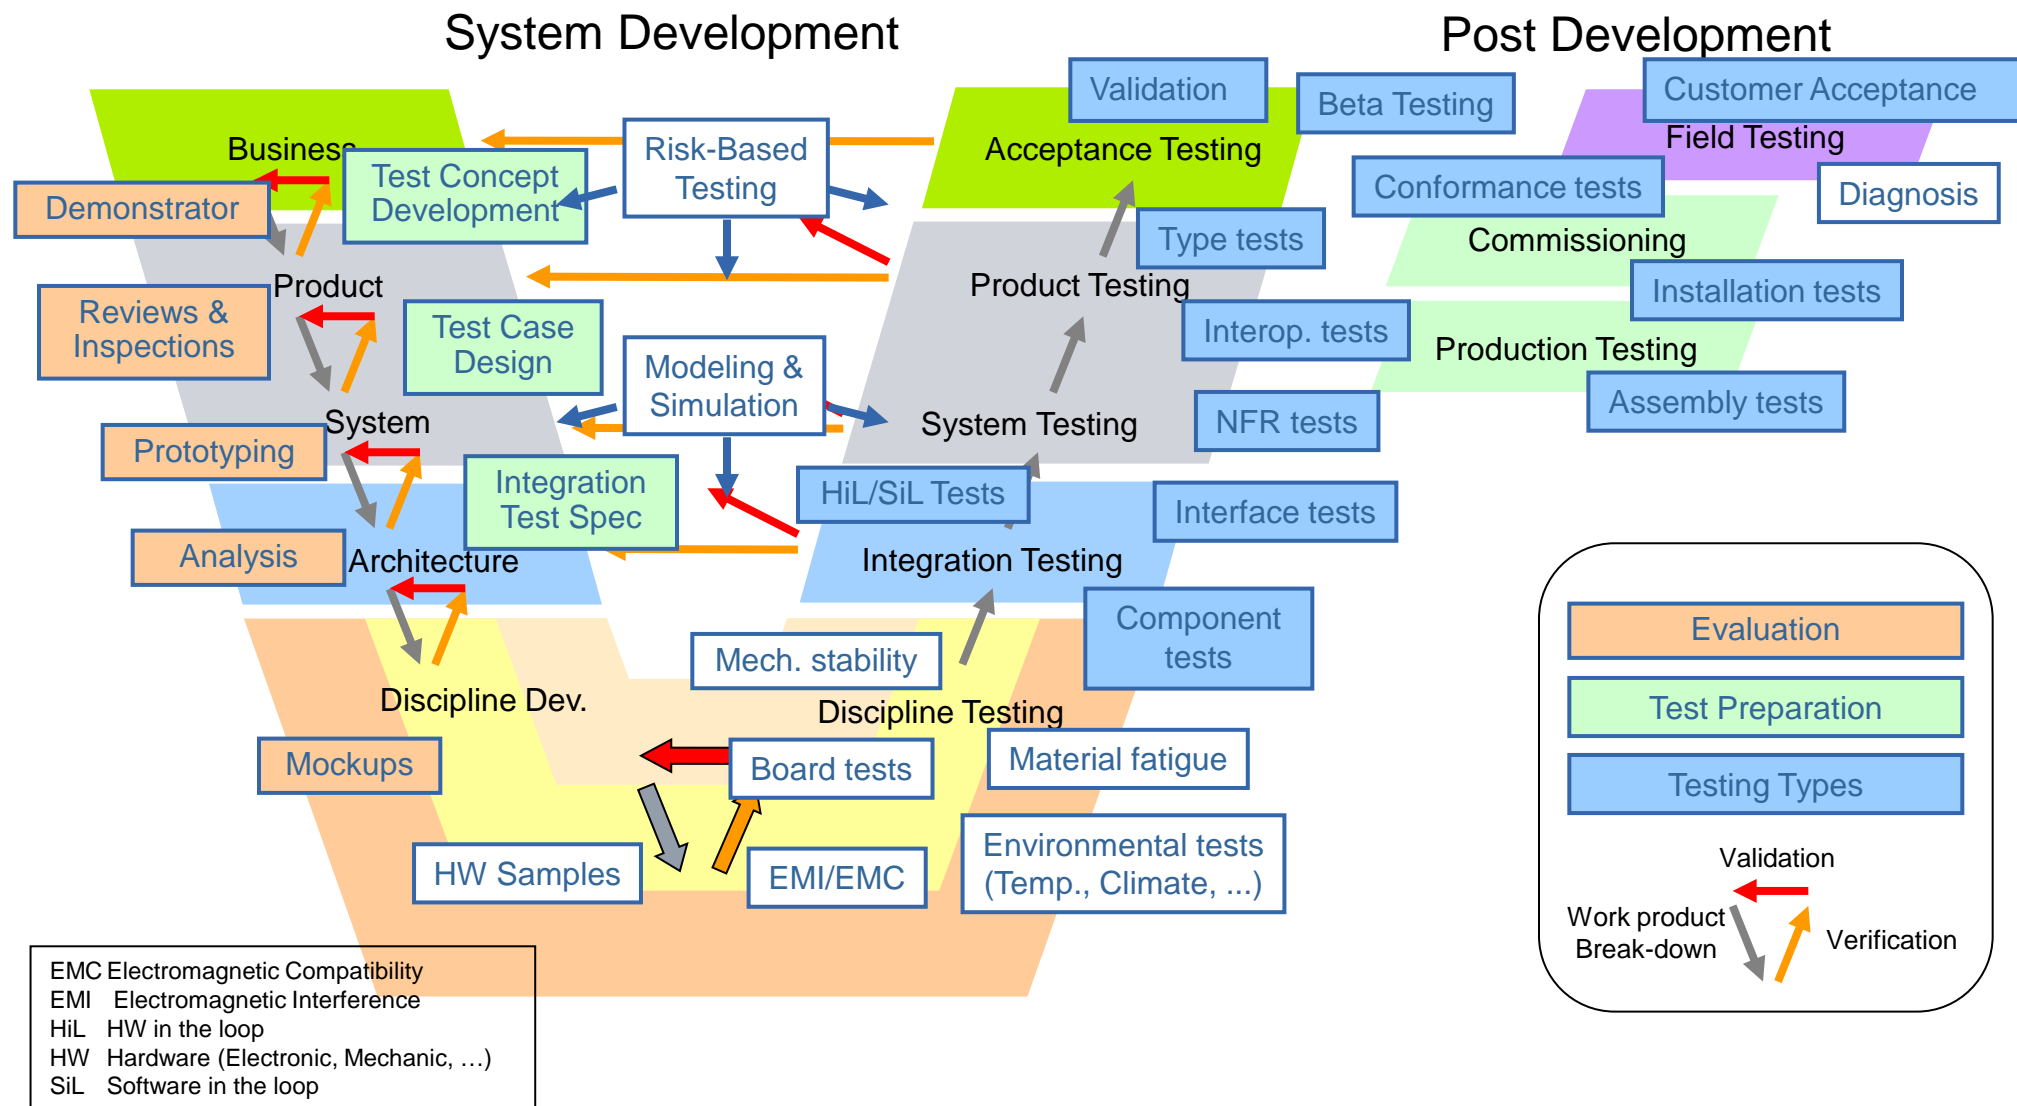 System Development
Post Development
Validation
Beta Testing
Customer Acceptance
Business
Risk-Based
Testing
Acceptance Testing
Field Testing
Test Concept
Development
Conformance tests
Diagnosis
Demonstrator
Type tests
Commissioning
Product
Product Testing
Installation tests
Reviews &
Inspections
Test Case
Design
Interop. tests
Production Testing
Modeling &
Simulation
Assembly tests
System
System Testing
NFR tests
Prototyping
Integration
Test Spec
HiL/SiL Tests
Interface tests
Analysis
Architecture
Integration Testing
Component
tests
Mech. stability
Discipline Dev.
Discipline Testing
Mockups
Board tests
Material fatigue
HW Samples
EMI/EMC
Environmental tests
(Temp., Climate, ...)
Evaluation
Test Preparation
Testing Types
Validation
Work product
Break-down
Verification
EMC Electromagnetic Compatibility
EMI Electromagnetic Interference
HiL HW in the loop
HW Hardware (Electronic, Mechanic, …)
SiL Software in the loop